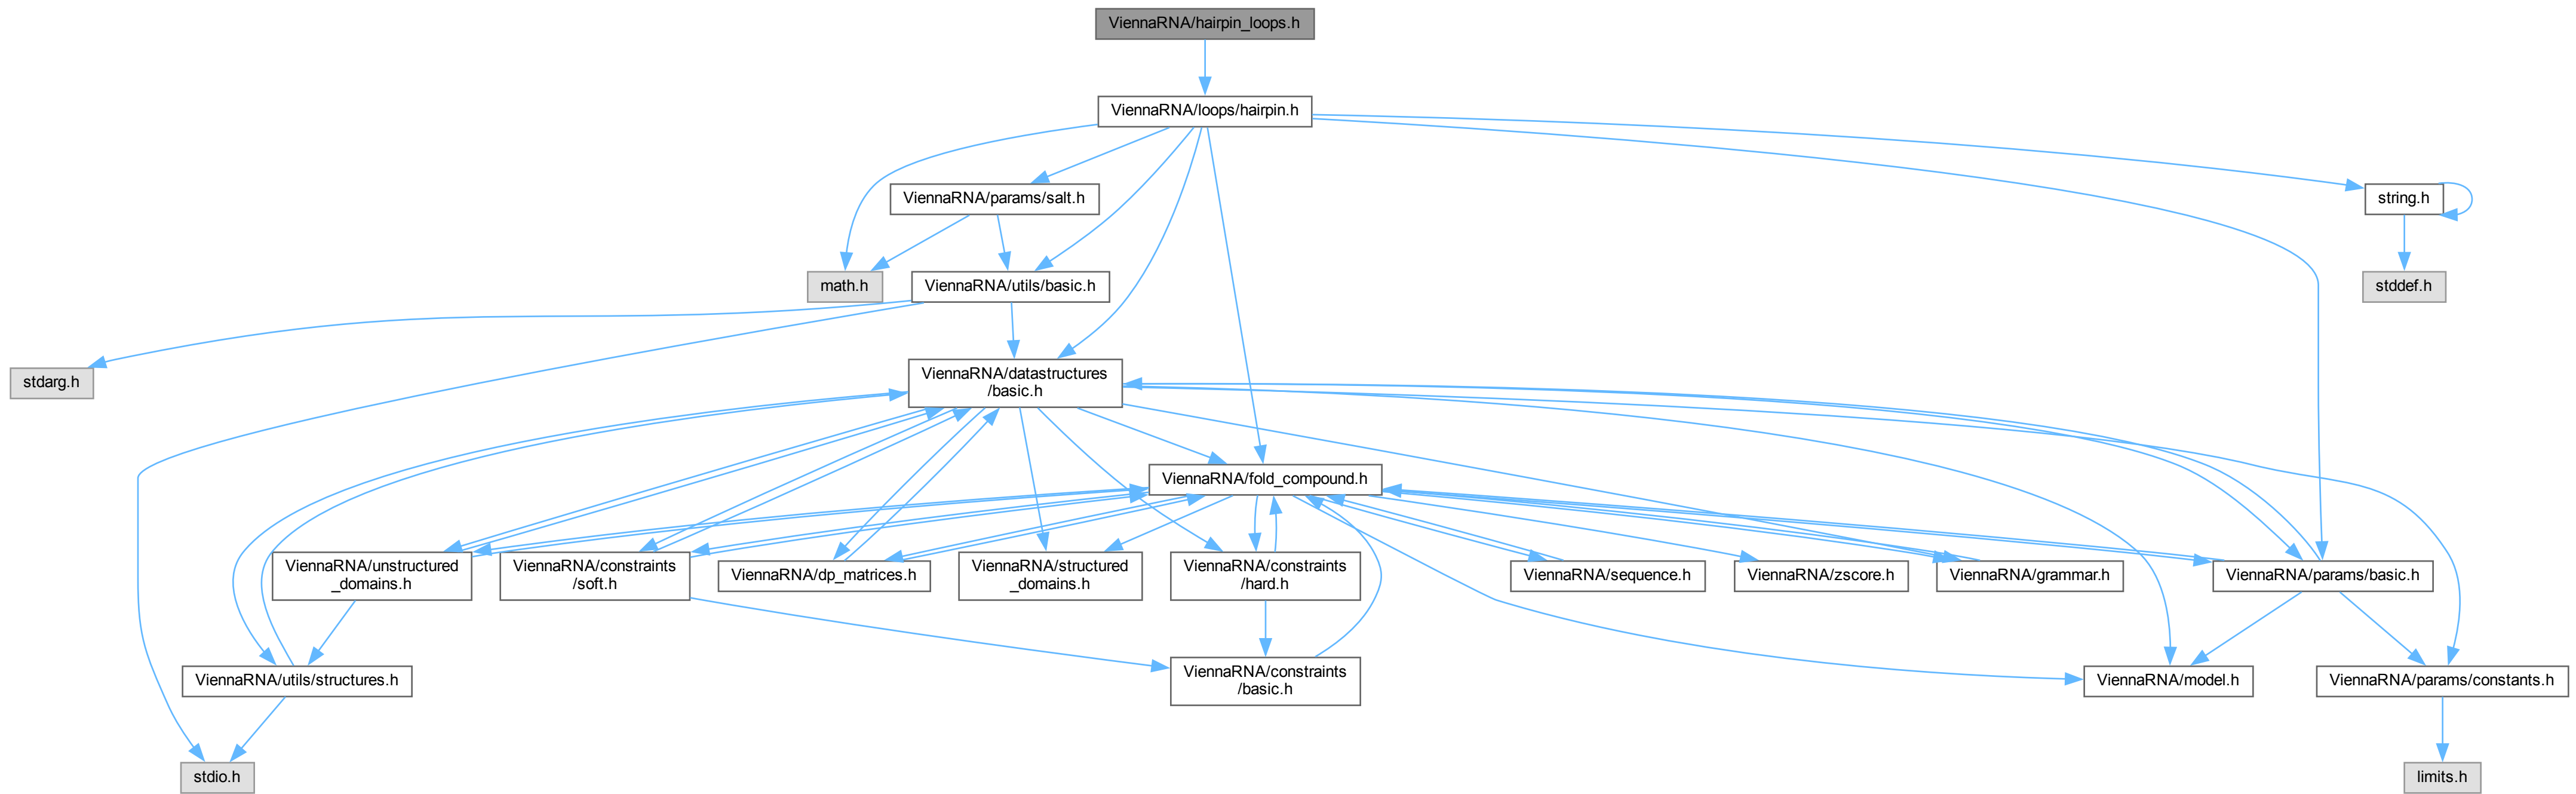 ViennaRNA/hairpin_loops.h
ViennaRNA/loops/hairpin.h
ViennaRNA/params/salt.h
string.h
math.h
ViennaRNA/utils/basic.h
stddef.h
stdarg.h
ViennaRNA/datastructures
/basic.h
ViennaRNA/fold_compound.h
ViennaRNA/unstructured
_domains.h
ViennaRNA/constraints
/soft.h
ViennaRNA/dp_matrices.h
ViennaRNA/structured
_domains.h
ViennaRNA/constraints
/hard.h
ViennaRNA/sequence.h
ViennaRNA/zscore.h
ViennaRNA/grammar.h
ViennaRNA/params/basic.h
ViennaRNA/utils/structures.h
ViennaRNA/constraints
/basic.h
ViennaRNA/model.h
ViennaRNA/params/constants.h
stdio.h
limits.h